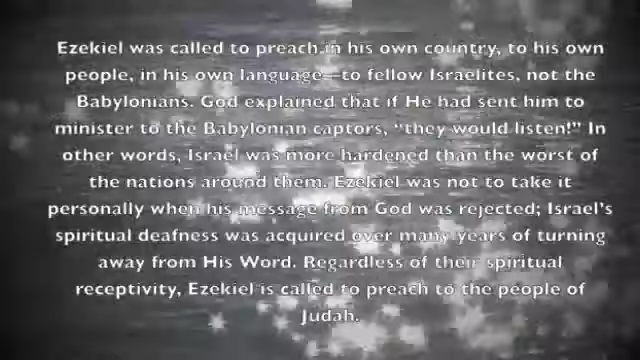 Ezekiel was called to preach in his own country, to his own
people, in his own language—to fellow Israelites, not the
Babylonians. God explained that if He had sent him to
minister to the Babylonian captors, “they would listen!” In
other words, Israel was more hardened than the worst of
the nations around them. Ezekiel was not to take it
personally when his message from God was rejected; Israel’s
spiritual deafness was acquired over many years of turning
away from His Word. Regardless of their spiritual
receptivity, Ezekiel is called to preach to the people of
Judah.